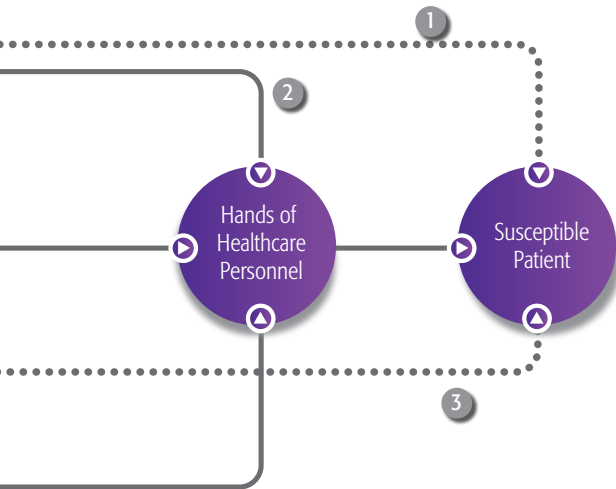 1
2
Hands of
Healthcare
Personnel
Susceptible
Patient
3